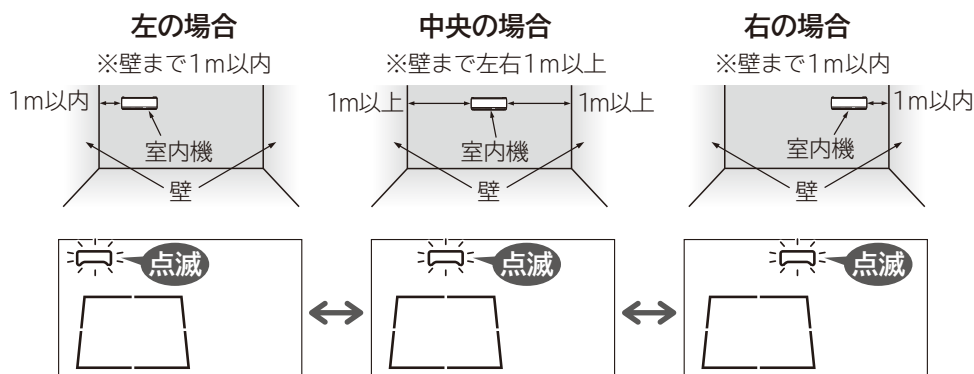 左の場合
※壁まで1m以内
1m以内
室内機
壁
点滅
中央の場合
※壁まで左右1m以上
1m以上
1m以上
室内機
壁
点滅
右の場合
※壁まで1m以内
1m以内
室内機
壁
点滅